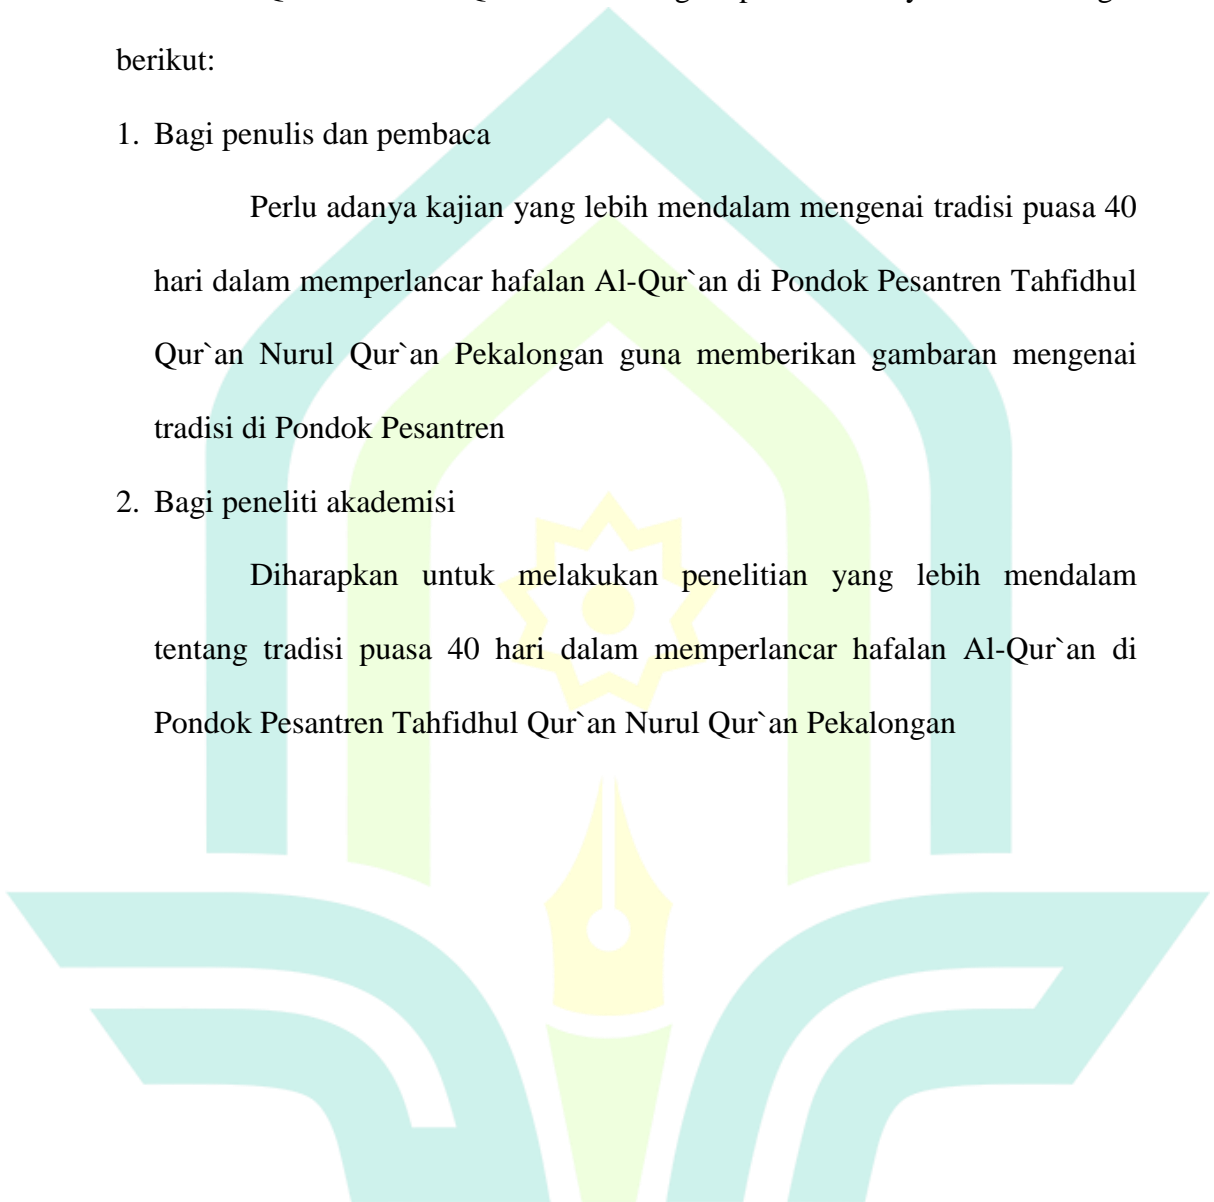 berikut:
1. Bagi penulis dan pembaca
Perlu adanya kajian yang lebih mendalam mengenai tradisi puasa 40
hari dalam memperlancar hafalan Al-Qur`an di Pondok Pesantren Tahfidhul
Qur`an Nurul Qur`an Pekalongan guna memberikan gambaran mengenai
tradisi di Pondok Pesantren
2. Bagi peneliti akademisi
Diharapkan untuk melakukan penelitian yang lebih mendalam
tentang tradisi puasa 40 hari dalam memperlancar hafalan Al-Qur`an di
Pondok Pesantren Tahfidhul Qur`an Nurul Qur`an Pekalongan